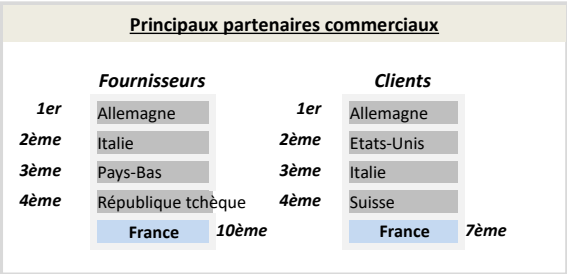 Principaux partenaires commerciaux
Fournisseurs Clients
1er Allemagne 1er Allemagne
2ème Italie 2ème Etats-Unis
3ème Pays-Bas 3ème Italie
4ème République tchèque 4ème Suisse
France 10ème France 7ème